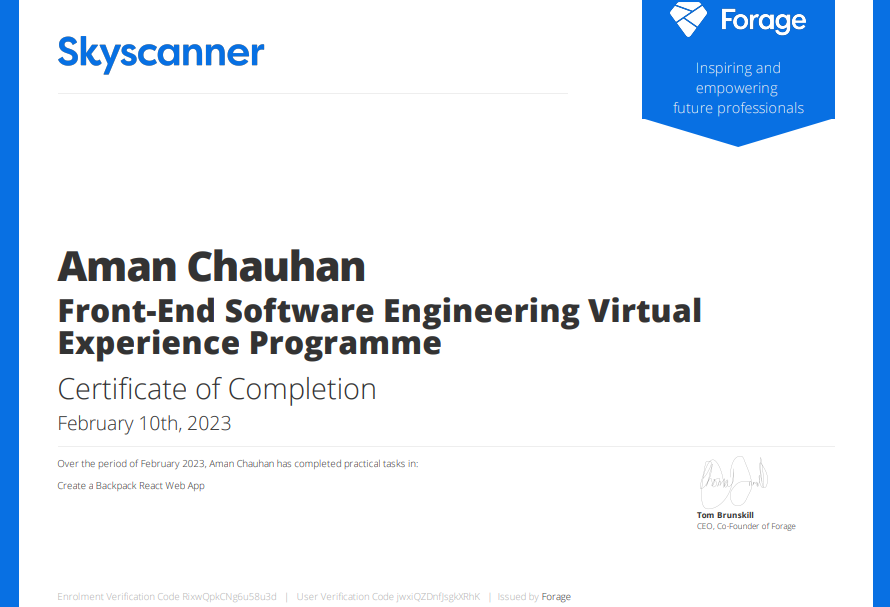 Skyscanner
Forage
Inspiring and
empowering
future professionals
Aman Chauhan
Front-End Software Engineering Virtual
Experience Programme
Certificate of Completion
February 10th, 2023
Over the period of February 2023, Aman Chauhan has completed practical tasks in:
Create a Backpack React Web App
Tom Brunskill
CEO, Co-Founder of Forage
Enrolment Verification Code RixwQpkCNg6u58u3d | User Verification Code jwxiQZDnfJsgkXRhK | Issued by Forage